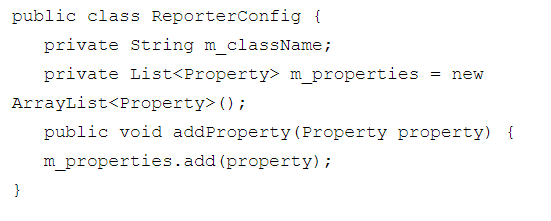 public class ReporterConfig {
private String m_className;
private List<Property> m_properties = new
ArrayList<Property>();
public void addProperty(Property property) {
m_properties.add(property);
}